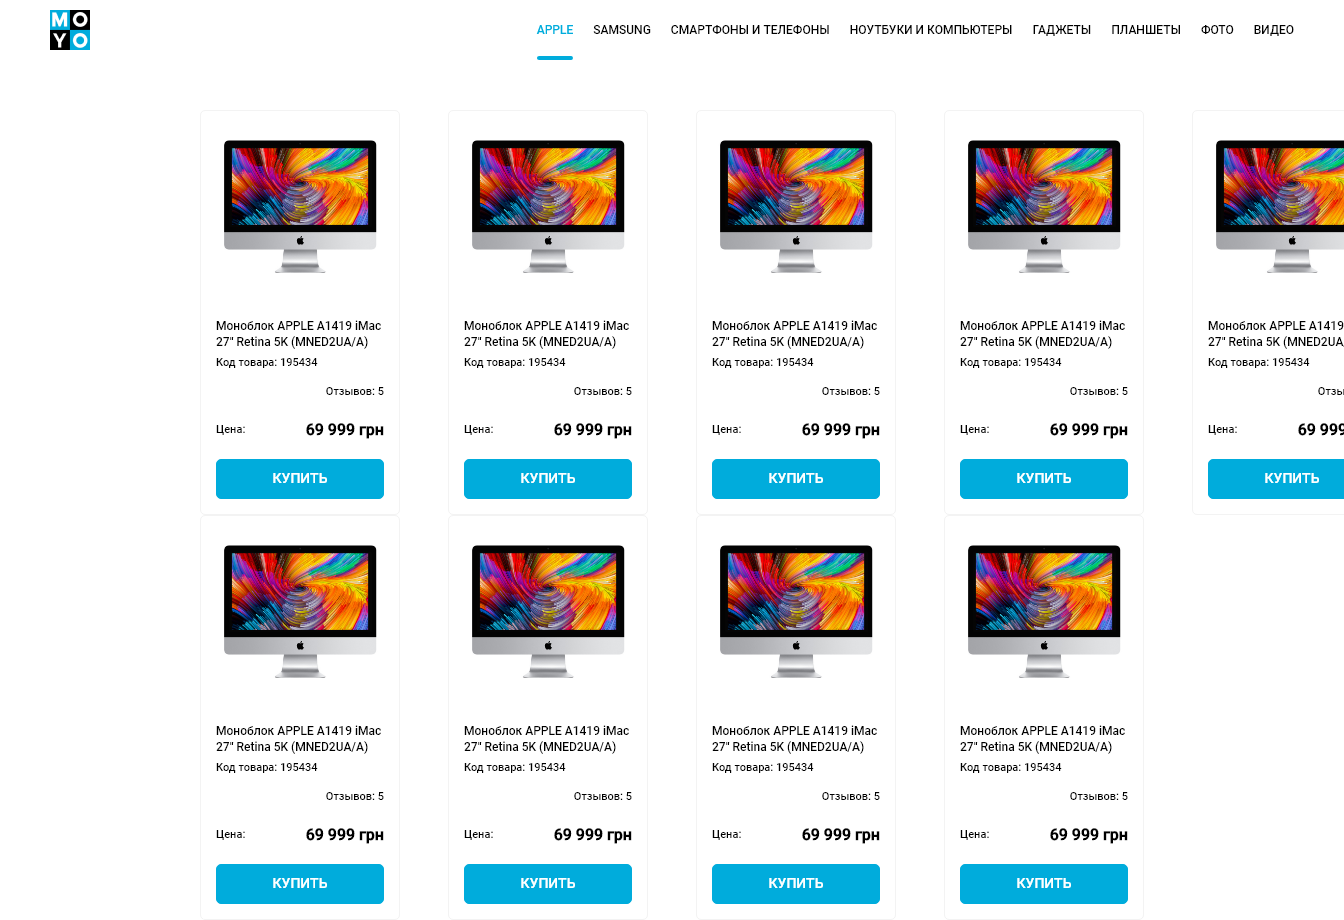 MO
YO
APPLE SAMSUNG СМАРТФОНЫ И ТЕЛЕФОНЫ НОУТБУКИ И КОМПЬЮТЕРЫ ГАДЖЕТЫ ПЛАНШЕТЫ ФОТО ВИДЕО
Моноблок APPLE A1419 iMac
27" Retina 5K (MNED2UA/A)
Код товара: 195434
Отзывов: 5
Цена: 69 999 грн
КУПИТЬ
Моноблок APPLE A1419 iMac
27" Retina 5K (MNED2UA/A)
Код товара: 195434
Отзывов: 5
Цена: 69 999 грн
КУПИТЬ
Моноблок APPLE A1419 iMac
27" Retina 5K (MNED2UA/A)
Код товара: 195434
Отзывов: 5
Цена: 69 999 грн
КУПИТЬ
Моноблок APPLE A1419 iMac
27" Retina 5K (MNED2UA/A)
Код товара: 195434
Отзывов: 5
Цена: 69 999 грн
КУПИТЬ
Моноблок APPLE A1419
27" Retina 5K (MNED2UA
Код товара: 195434
Отзы
Цена: 69 999
КУПИТЬ
Моноблок APPLE A1419 iMac
27" Retina 5K (MNED2UA/A)
Код товара: 195434
Отзывов: 5
Цена: 69 999 грн
КУПИТЬ
Моноблок APPLE A1419 iMac
27" Retina 5K (MNED2UA/A)
Код товара: 195434
Отзывов: 5
Цена: 69 999 грн
КУПИТЬ
Моноблок APPLE A1419 iMac
27" Retina 5K (MNED2UA/A)
Код товара: 195434
Отзывов: 5
Цена: 69 999 грн
КУПИТЬ
Моноблок APPLE A1419 iMac
27" Retina 5K (MNED2UA/A)
Код товара: 195434
Отзывов: 5
Цена: 69 999 грн
КУПИТЬ